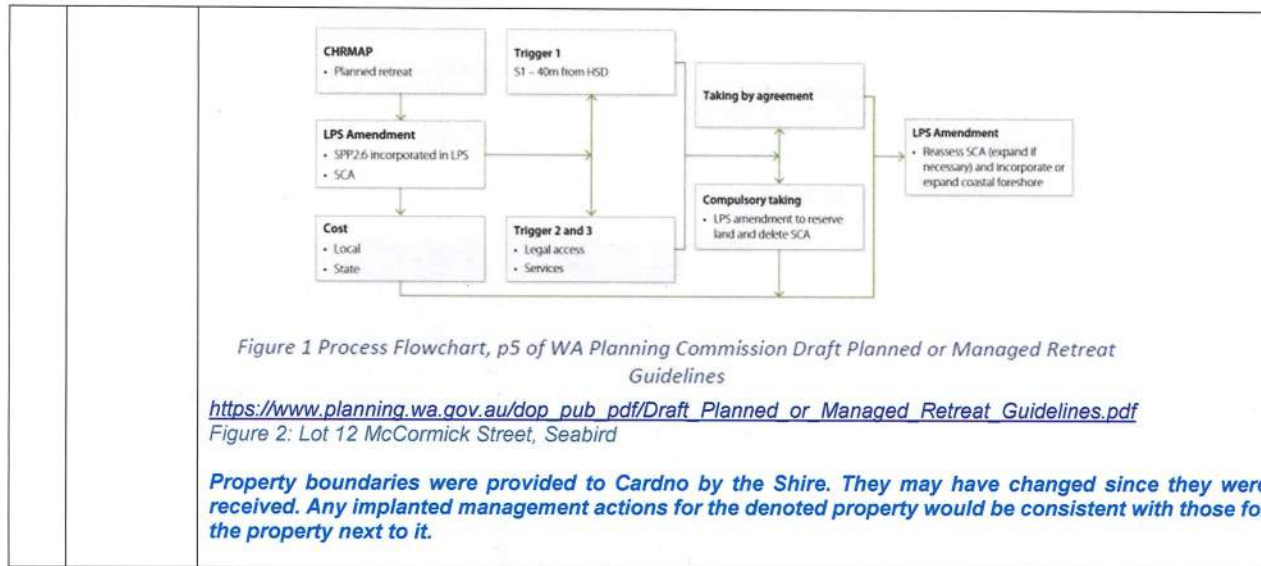 CHRMAP
• Planned retreat
Trigger 1
S1 – 40m from HSD
Taking by agreement
LPS Amendment
• SPP2.6 incorporated in LPS
• SCA
LPS Amendment
• Reassess SCA (expand if
necessary) and incorporate or
expand coastal foreshore
Compulsory taking
• LPS amendment to reserve
land and delete SCA
Cost
• Local
• State
Trigger 2 and 3
• Legal access
• Services
Figure 1 Process Flowchart, p5 of WA Planning Commission Draft Planned or Managed Retreat
Guidelines
https://www.planning.wa.gov.au/dop_pub_pdf/Draft_Planned_or_Managed_Retreat_Guidelines.pdf
Figure 2: Lot 12 McCormick Street, Seabird
Property boundaries were provided to Cardno by the Shire. They may have changed since they were
received. Any implanted management actions for the denoted property would be consistent with those fo
the property next to it.